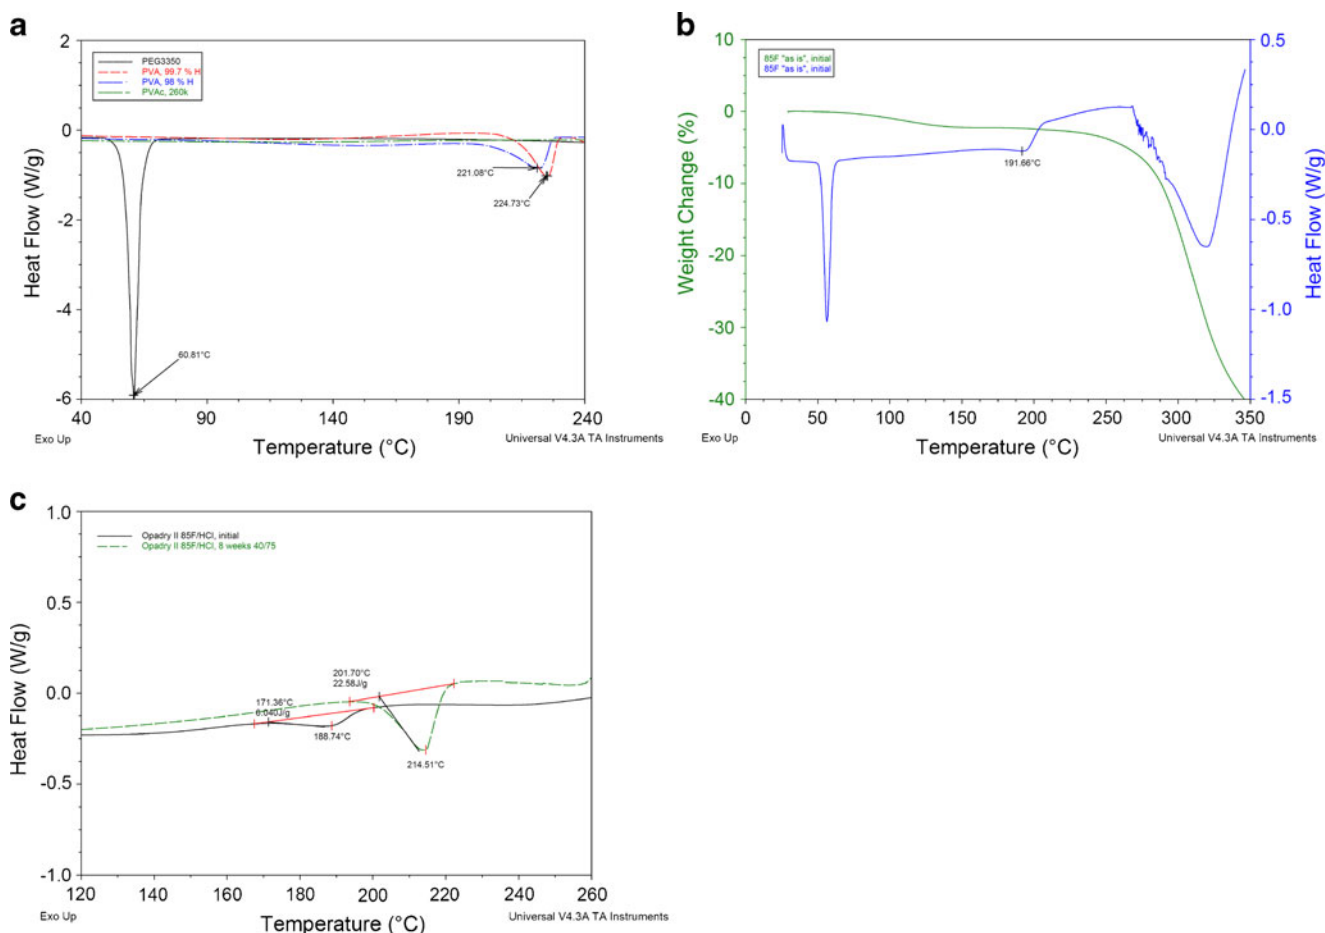 a
2
0
-2
-4
-6
Heat Flow (W/g)
PEG3350
PVA, 99.7 % H
PVA, 98 % H
PVAc, 260k
221.08°C
224.73°C
60.81°C
40 90 140 190 240
Exo Up
Temperature (°C)
Universal V4.3A TA Instruments
b
10
0
-10
-20
-30
-40
Weight Change (%)
85F "as is", initial
85F "as is", initial
191.66°C
0.5
0.0
-0.5
-1.0
-1.5
Heat Flow (W/g)
0 50 100 150 200 250 300 350
Exo Up
Temperature (°C)
Universal V4.3A TA Instruments
c
1.0
0.5
0.0
-0.5
-1.0
Heat Flow (W/g)
Opadry II 85F/HCl, initial
Opadry II 85F/HCl, 8 weeks 40/75
201.70°C
22.58J/g
171.36°C
6.040J/g
188.74°C
214.51°C
120 140 160 180 200 220 240 260
Exo Up
Temperature (°C)
Universal V4.3A TA Instruments